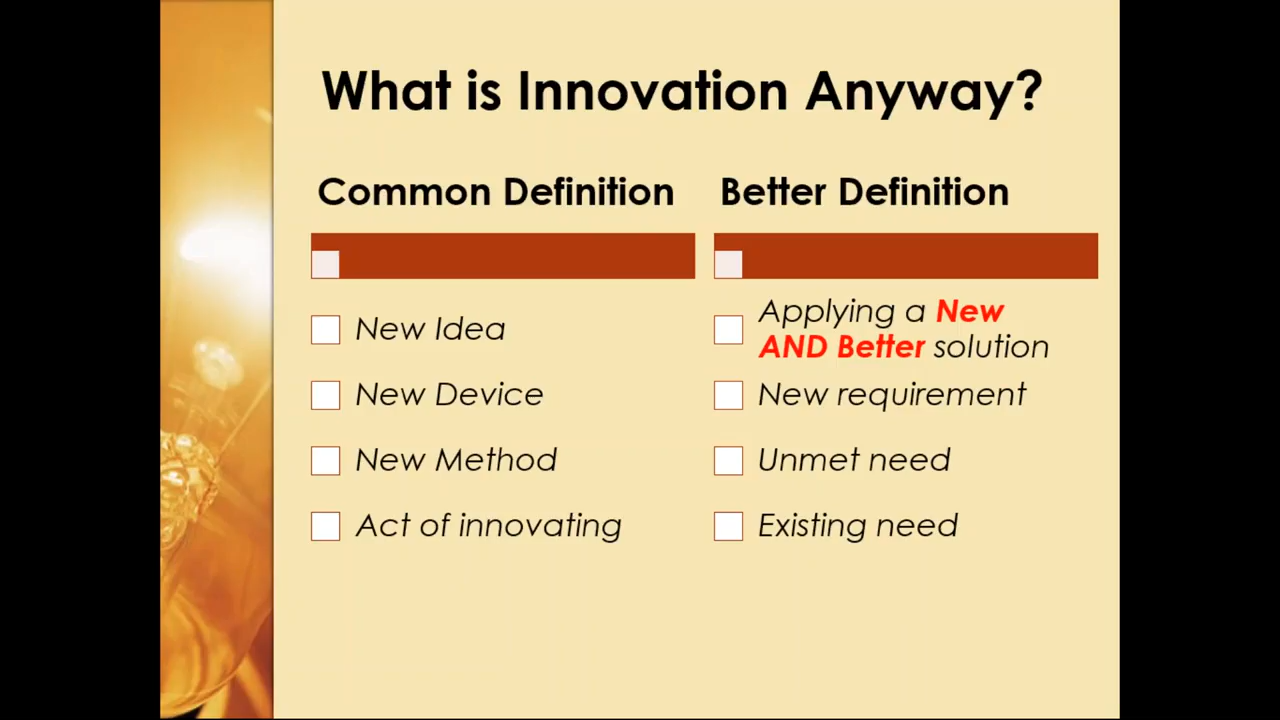 What is Innovation Anyway?
Common Definition
New Idea
New Device
New Method
Act of innovating
Better Definition
Applying a New
AND Better solution
New requirement
Unmet need
Existing need